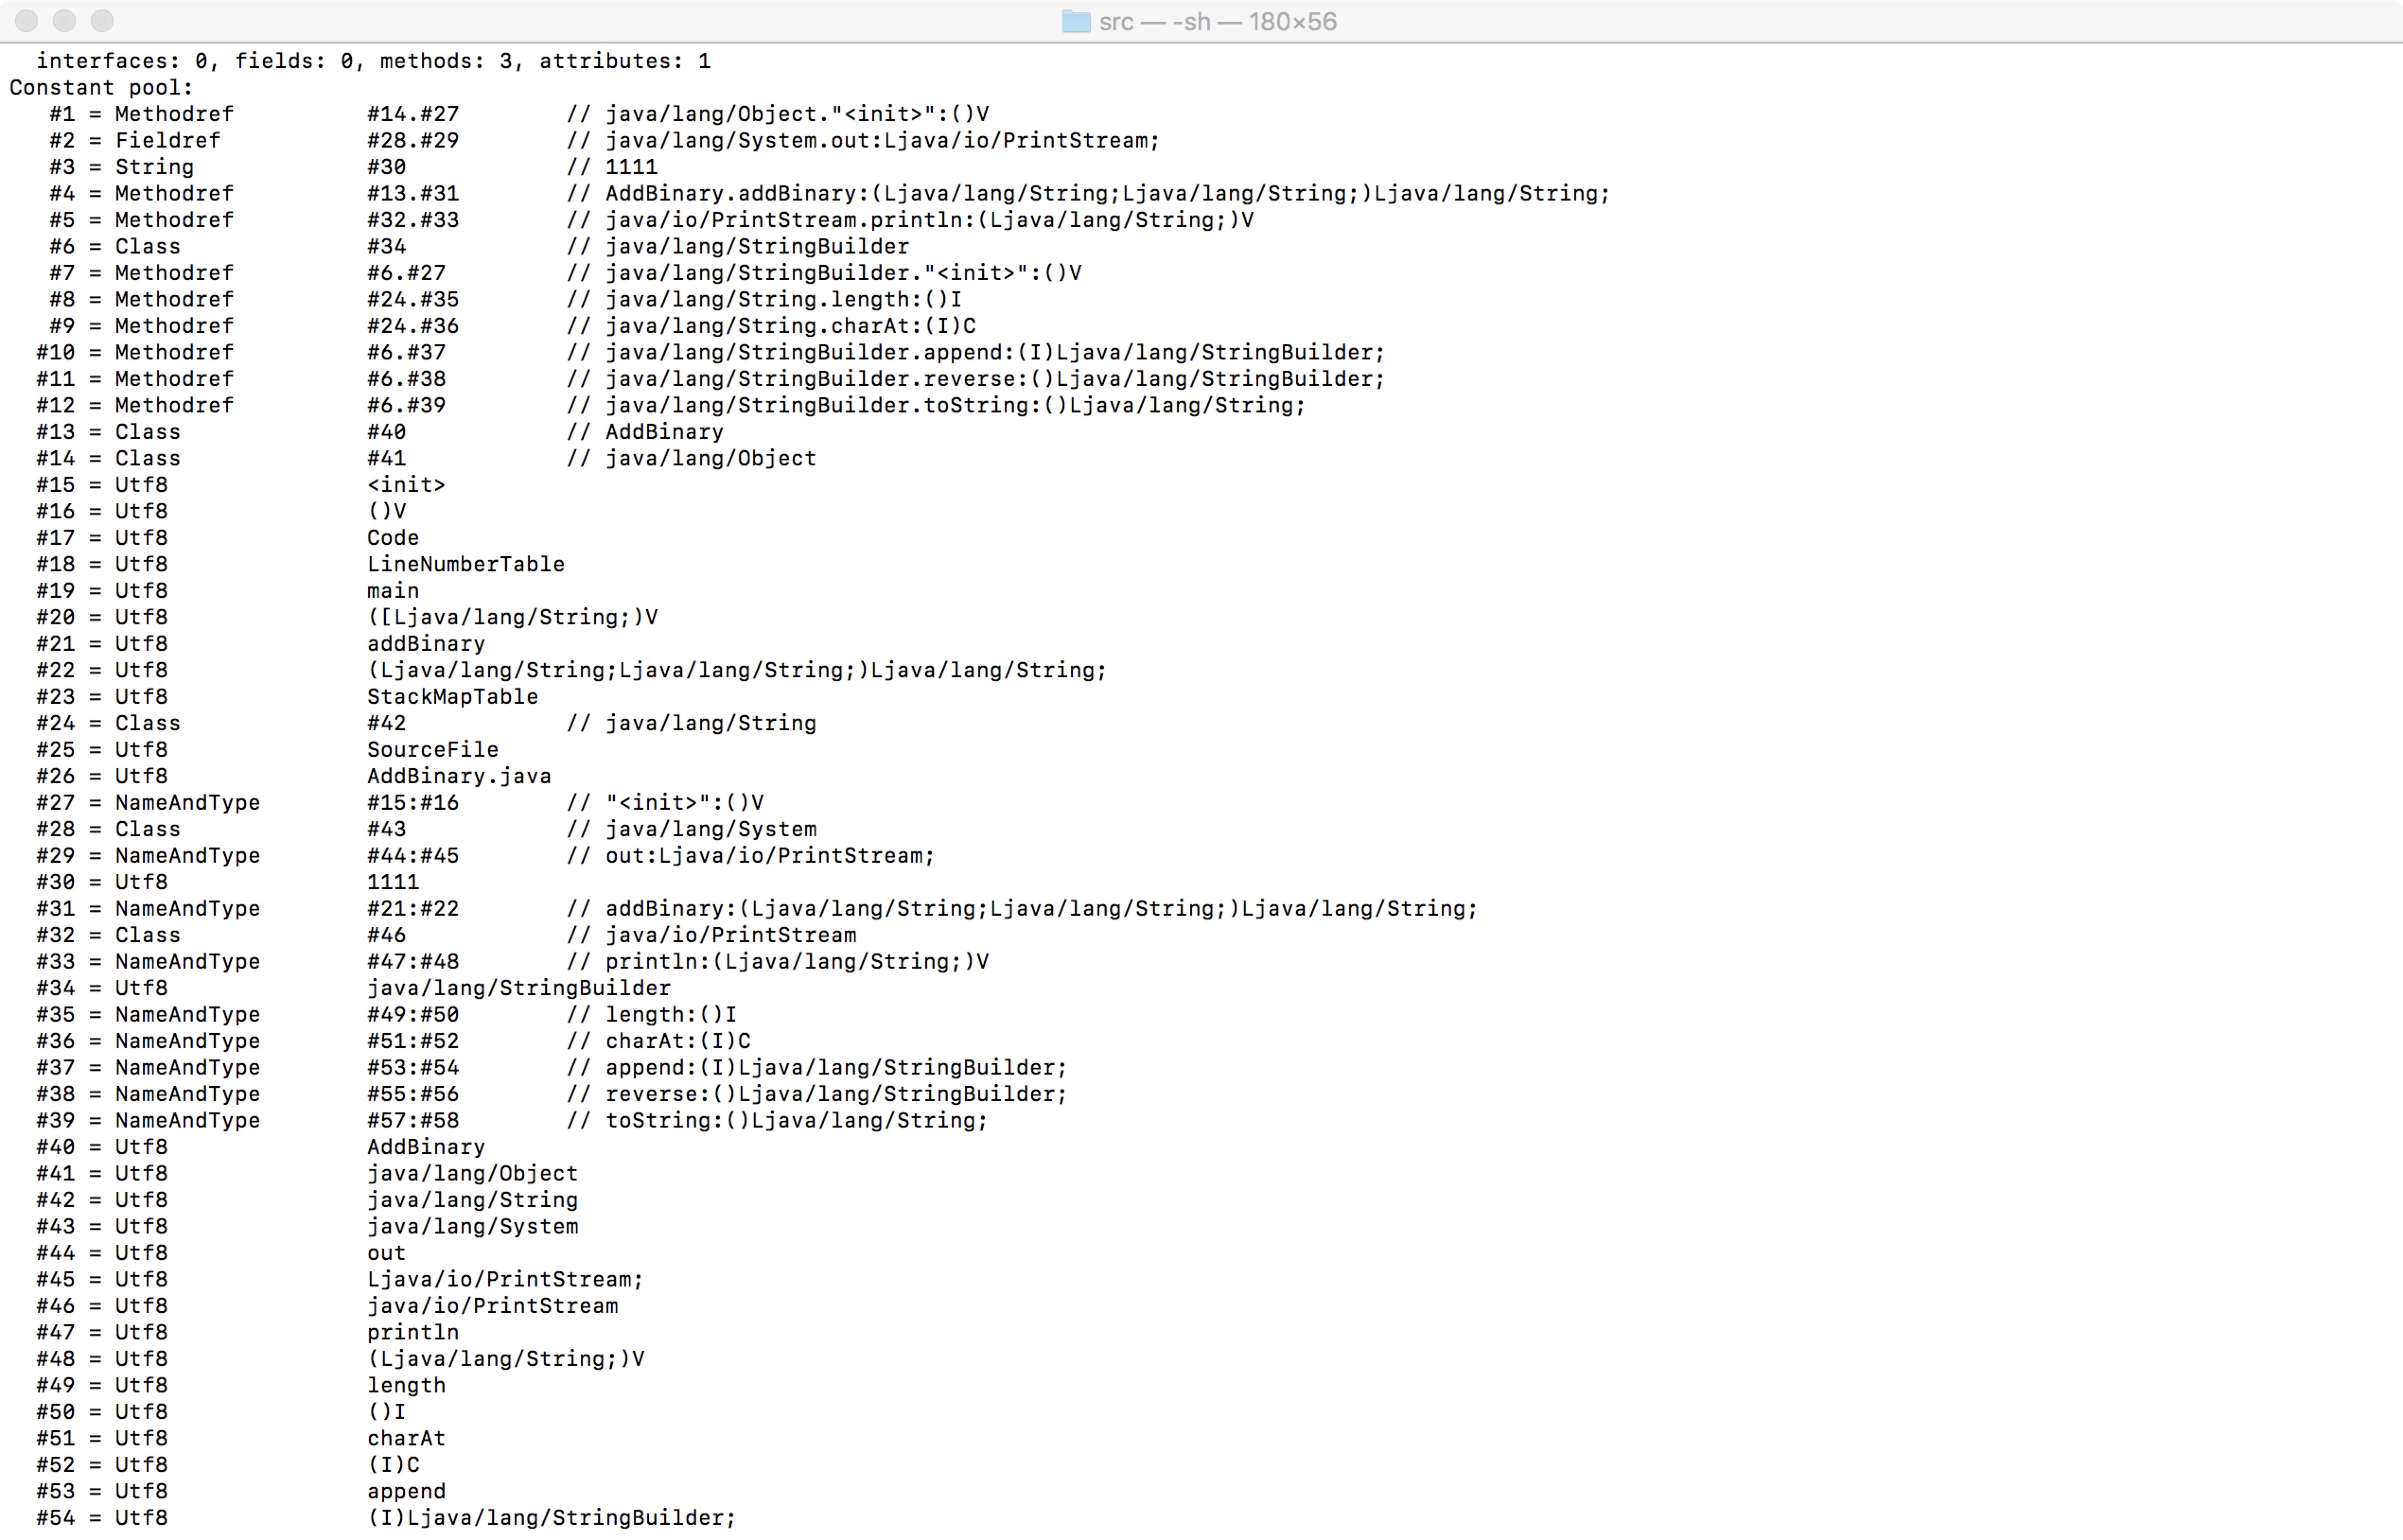 src — -sh — 180×56
interfaces: 0, fields: 0, methods: 3, attributes: 1
Constant pool:
#1 = Methodref #14.#27 // java/lang/Object."<init>":()V
#2 = Fieldref #28.#29 // java/lang/System.out:Ljava/io/PrintStream;
#3 = String #30 // 1111
#4 = Methodref #13.#31 // AddBinary.addBinary:(Ljava/lang/String;Ljava/lang/String;)Ljava/lang/String;
#5 = Methodref #32.#33 // java/io/PrintStream.println:(Ljava/lang/String;)V
#6 = Class #34 // java/lang/StringBuilder
#7 = Methodref #6.#27 // java/lang/StringBuilder."<init>":()V
#8 = Methodref #24.#35 // java/lang/String.length:()I
#9 = Methodref #24.#36 // java/lang/String.charAt:(I)C
#10 = Methodref #6.#37 // java/lang/StringBuilder.append:(I)Ljava/lang/StringBuilder;
#11 = Methodref #6.#38 // java/lang/StringBuilder.reverse:()Ljava/lang/StringBuilder;
#12 = Methodref #6.#39 // java/lang/StringBuilder.toString:()Ljava/lang/String;
#13 = Class #40 // AddBinary
#14 = Class #41 // java/lang/Object
#15 = Utf8 <init>
#16 = Utf8 ()V
#17 = Utf8 Code
#18 = Utf8 LineNumberTable
#19 = Utf8 main
#20 = Utf8 ([Ljava/lang/String;)V
#21 = Utf8 addBinary
#22 = Utf8 (Ljava/lang/String;Ljava/lang/String;)Ljava/lang/String;
#23 = Utf8 StackMapTable
#24 = Class #42 // java/lang/String
#25 = Utf8 SourceFile
#26 = Utf8 AddBinary.java
#27 = NameAndType #15:#16 // "<init>":()V
#28 = Class #43 // java/lang/System
#29 = NameAndType #44:#45 // out:Ljava/io/PrintStream;
#30 = Utf8 1111
#31 = NameAndType #21:#22 // addBinary:(Ljava/lang/String;Ljava/lang/String;)Ljava/lang/String;
#32 = Class #46 // java/io/PrintStream
#33 = NameAndType #47:#48 // println:(Ljava/lang/String;)V
#34 = Utf8 java/lang/StringBuilder
#35 = NameAndType #49:#50 // length:()I
#36 = NameAndType #51:#52 // charAt:(I)C
#37 = NameAndType #53:#54 // append:(I)Ljava/lang/StringBuilder;
#38 = NameAndType #55:#56 // reverse:()Ljava/lang/StringBuilder;
#39 = NameAndType #57:#58 // toString:()Ljava/lang/String;
#40 = Utf8 AddBinary
#41 = Utf8 java/lang/Object
#42 = Utf8 java/lang/String
#43 = Utf8 java/lang/System
#44 = Utf8 out
#45 = Utf8 Ljava/io/PrintStream;
#46 = Utf8 java/io/PrintStream
#47 = Utf8 println
#48 = Utf8 (Ljava/lang/String;)V
#49 = Utf8 length
#50 = Utf8 ()I
#51 = Utf8 charAt
#52 = Utf8 (I)C
#53 = Utf8 append
#54 = Utf8 (I)Ljava/lang/StringBuilder;